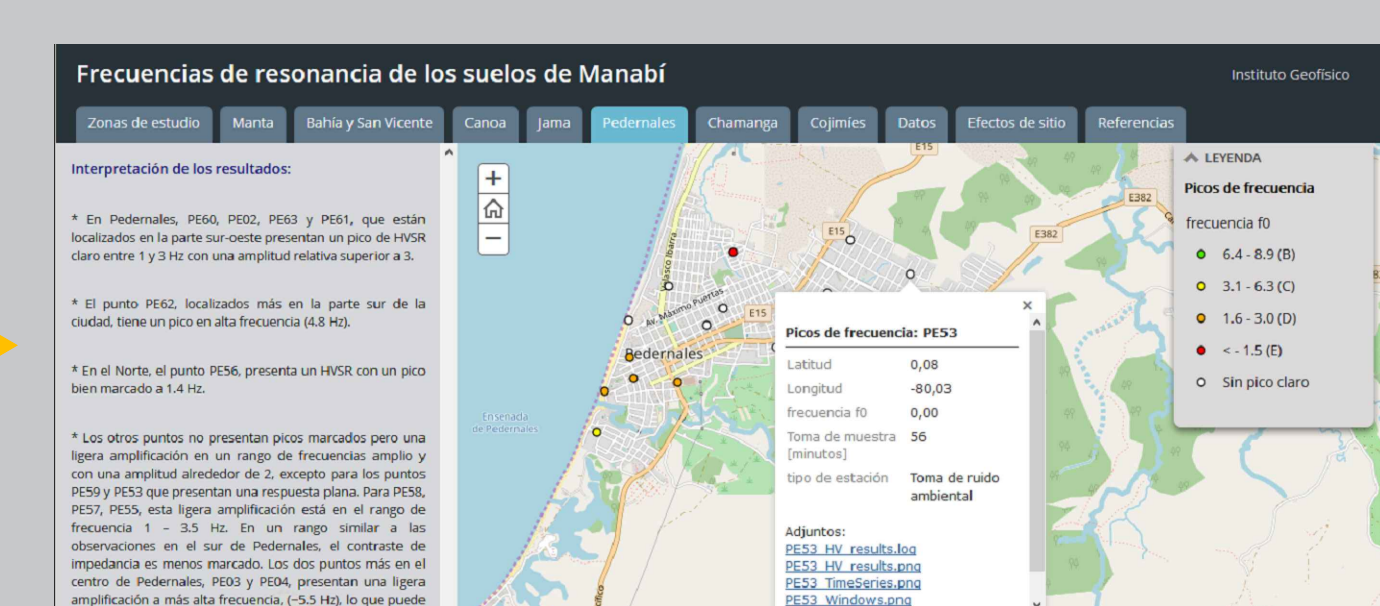 Frecuencias de resonancia de los suelos de Manabí
Instituto Geofísico
Zonas de estudio
Manta
Bahía y San Vicente
Canoa
Jama
Pedernales
Chamanga
Cojimíes
Datos
Efectos de sitio
Referencias
Interpretación de los resultados:
* En Pedernales, PE60, PE02, PE63 y PE61, que están
localizados en la parte sur-oeste presentan un pico de HVSR
claro entre 1 y 3 Hz con una amplitud relativa superior a 3.
* El punto PE62, localizados más en la parte sur de la
ciudad, tiene un pico en alta frecuencia (4.8 Hz).
* En el Norte, el punto PE56, presenta un HVSR con un pico
bien marcado a 1.4 Hz.
* Los otros puntos no presentan picos marcados pero una
ligera amplificación en un rango de frecuencias amplio y
con una amplitud alrededor de 2, excepto para los puntos
PE59 y PE53 que presentan una respuesta plana. Para PE58,
PE57, PE55, esta ligera amplificación está en el rango de
frecuencia 1 – 3.5 Hz. En un rango similar a las
observaciones en el sur de Pedernales, el contraste de
impedancia es menos marcado. Los dos puntos más en el
centro de Pedernales, PE03 y PE04, presentan una ligera
amplificación a más alta frecuencia, (~5.5 Hz), lo que puede
+
−
E15
E382
E15
E382
Velasco Ibarra
Av. Máximo Puertas
E15
Pedernales
Ensenada
de Pedernales
Picos de frecuencia: PE53
Latitud 0,08
Longitud -80,03
frecuencia f0 0,00
Toma de muestra 56
[minutos]
tipo de estación Toma de ruido
ambiental
Adjuntos:
PE53_HV_results.log
PE53_HV_results.png
PE53_TimeSeries.png
PE53_Windows.png
LEYENDA
Picos de frecuencia
frecuencia f0
6.4 - 8.9 (B)
3.1 - 6.3 (C)
1.6 - 3.0 (D)
< - 1.5 (E)
Sin pico claro